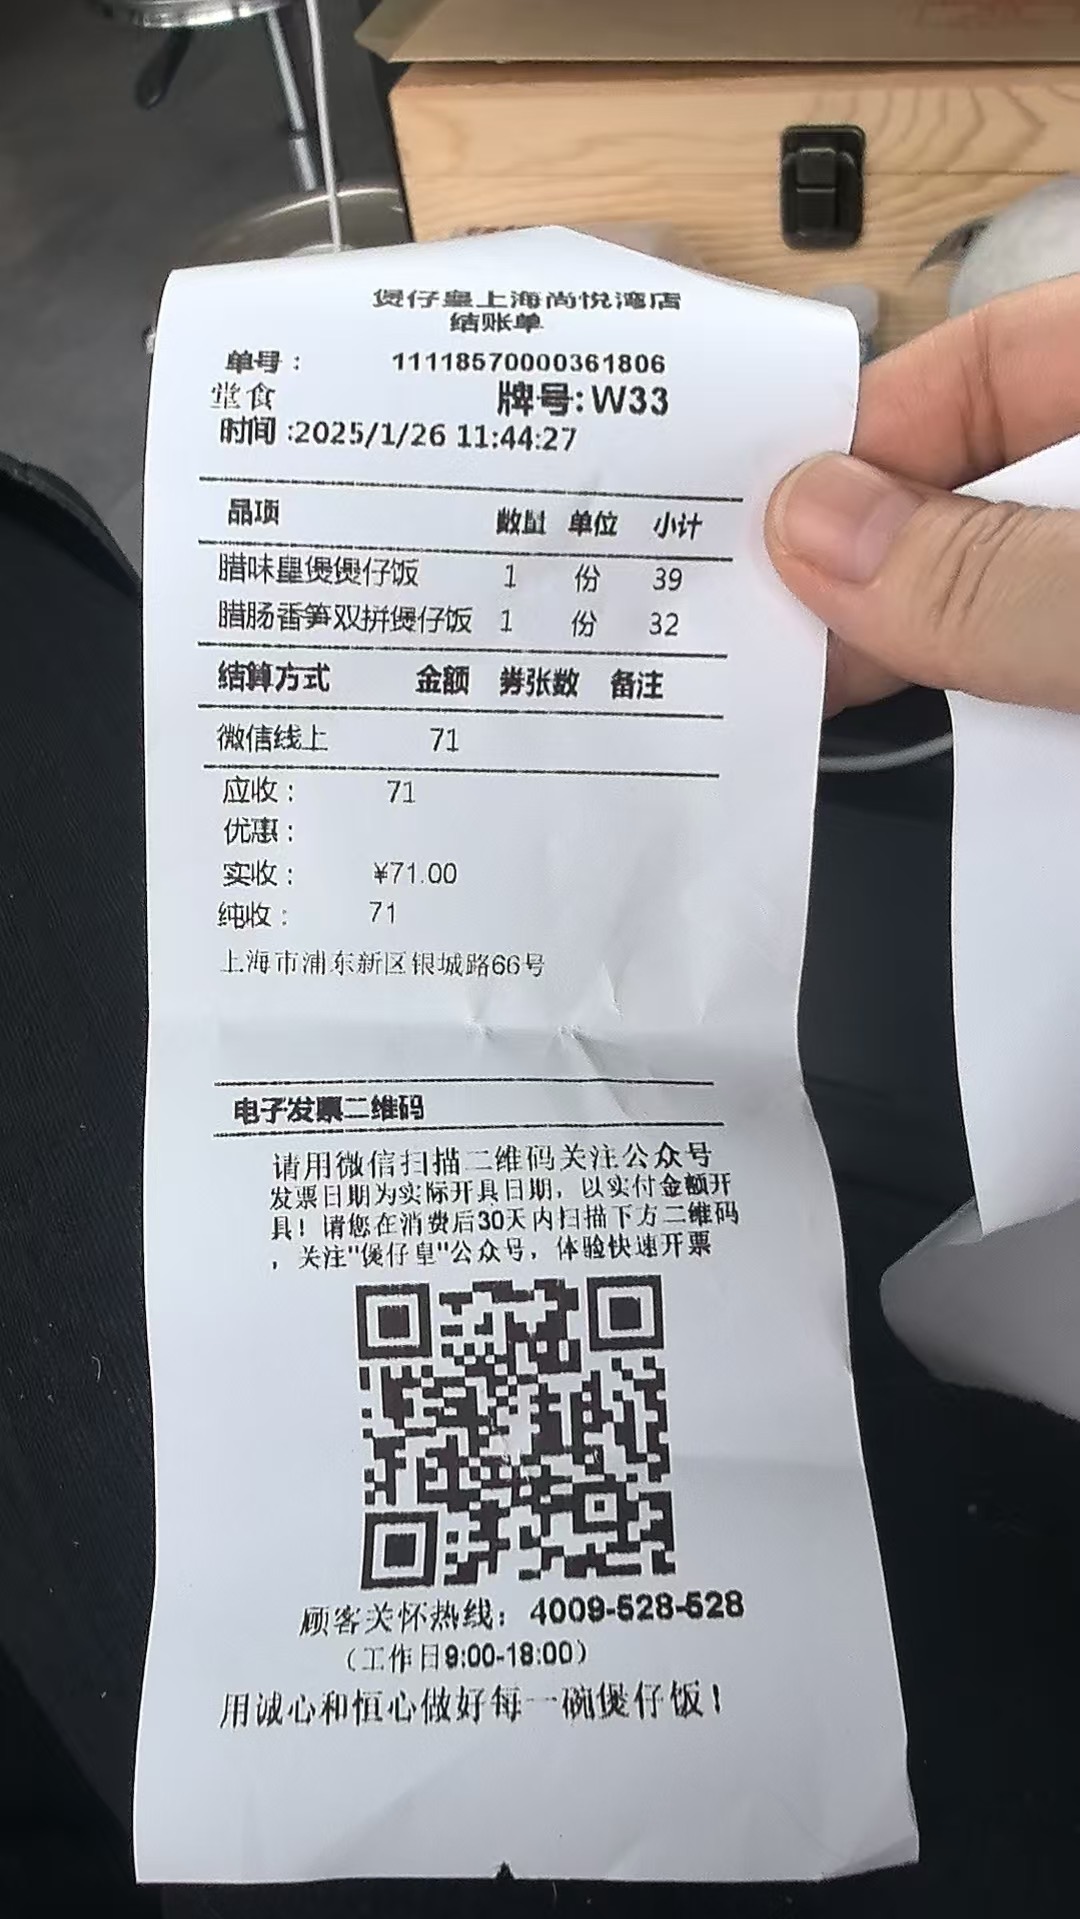 煲仔皇上海尚悦湾店
结账单
单号： 11118570000361806
堂食 牌号:W33
时间:2025/1/26 11:44:27
品项 数量 单位 小计
腊味皇煲煲仔饭 1 份 39
腊肠香笋双拼煲仔饭 1 份 32
结算方式 金额 券张数 备注
微信线上 71
应收： 71
优惠：
实收： ¥71.00
纯收： 71
上海市浦东新区银城路66号
电子发票二维码
请用微信扫描二维码关注公众号
发票日期为实际开具日期，以实付金额开
具！请您在消费后30天内扫描下方二维码
，关注"煲仔皇"公众号，体验快速开票
顾客关怀热线：4009-528-528
（工作日9:00-18:00）
用诚心和恒心做好每一碗煲仔饭！